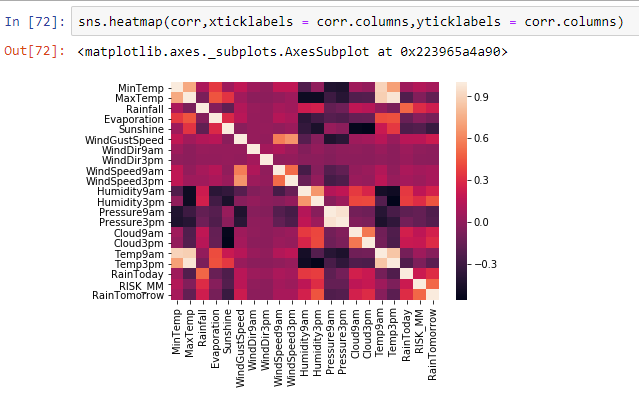 In [72]: sns.heatmap(corr,xticklabels = corr.columns,yticklabels = corr.columns)
Out[72]: <matplotlib.axes._subplots.AxesSubplot at 0x223965a4a90>
MinTemp
MaxTemp
Rainfall
Evaporation
Sunshine
WindGustSpeed
WindDir9am
WindDir3pm
WindSpeed9am
WindSpeed3pm
Humidity9am
Humidity3pm
Pressure9am
Pressure3pm
Cloud9am
Cloud3pm
Temp9am
Temp3pm
RainToday
RISK_MM
RainTomorrow
0.9
0.6
0.3
0.0
−0.3
MinTemp
MaxTemp
Rainfall
Evaporation
Sunshine
WindGustSpeed
WindDir9am
WindDir3pm
WindSpeed9am
WindSpeed3pm
Humidity9am
Humidity3pm
Pressure9am
Pressure3pm
Cloud9am
Cloud3pm
Temp9am
Temp3pm
RainToday
RISK_MM
RainTomorrow